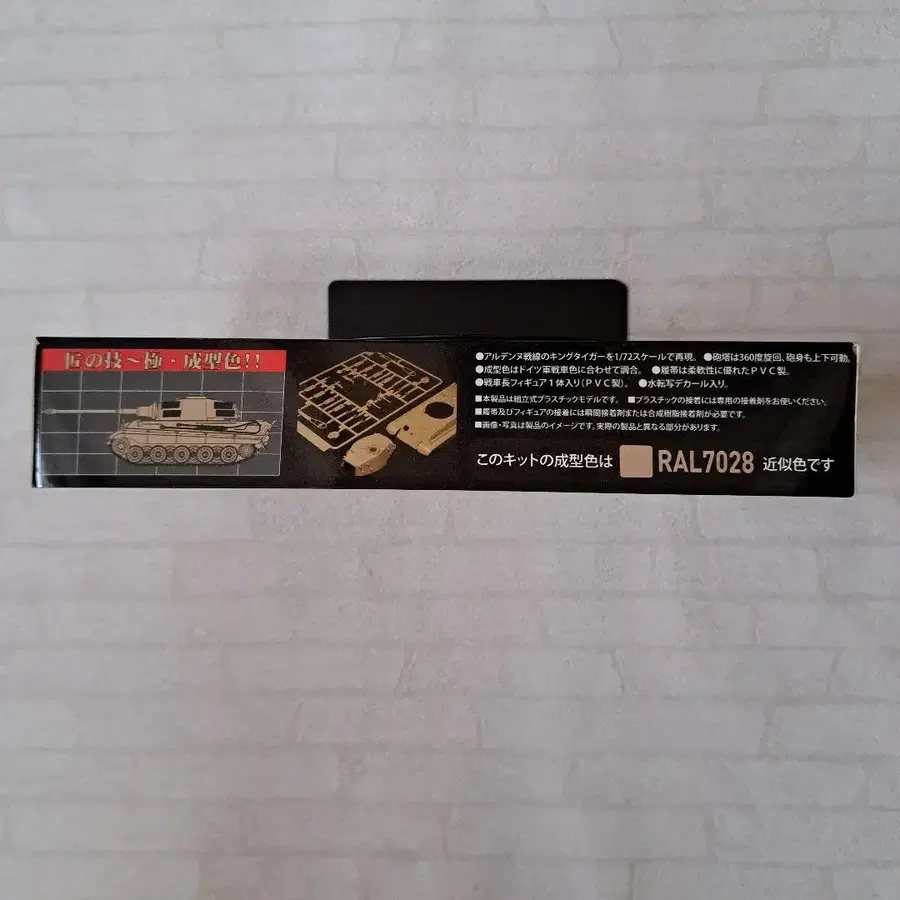 匠の技〜極・成型色!!
●アルデンヌ戦線のキングタイガーを1/72スケールで再現。 ●砲塔は360度旋回、砲身も上下可動。
●成型色はドイツ軍戦車色に合わせて調合。 ●履帯は柔軟性に優れたPVC製。
●戦車長フィギュア1体入り(PVC製)。 ●水転写デカール入り。
■本製品は組立式プラスチックモデルです。 ■プラスチックの接着には専用の接着剤をお使いください。
■履帯及びフィギュアの接着には瞬間接着剤または合成樹脂接着剤が必要です。
■画像・写真は製品のイメージです。実際の製品と異なる部分があります。
このキットの成型色は RAL7028 近似色です